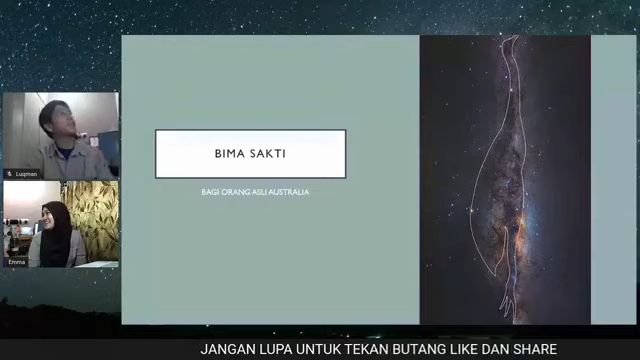 BIMA SAKTI
BAGI ORANG ASLI AUSTRALIA
Luqman
Emma
JANGAN LUPA UNTUK TEKAN BUTANG LIKE DAN SHARE